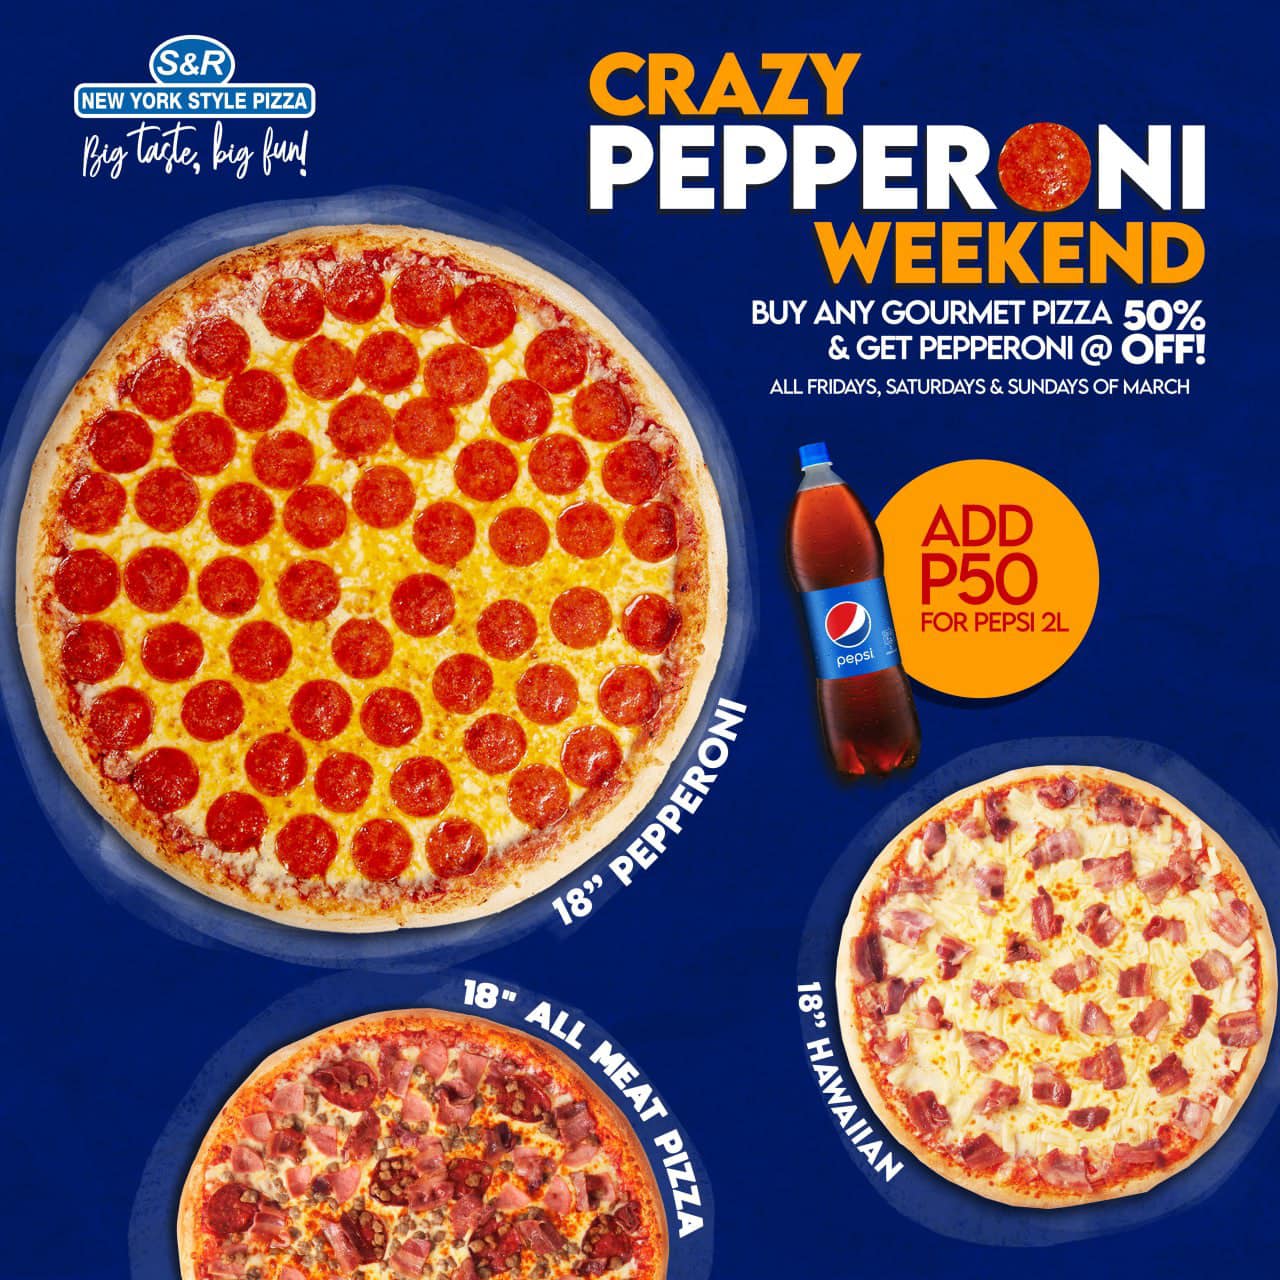 S&R
NEW YORK STYLE PIZZA
Big taste, big fun!
CRAZY
PEPPERONI
WEEKEND
BUY ANY GOURMET PIZZA 50%
& GET PEPPERONI @ OFF!
ALL FRIDAYS, SATURDAYS & SUNDAYS OF MARCH
ADD
P50
FOR PEPSI 2L
pepsi
18” PEPPERONI
18" ALL MEAT PIZZA
18” HAWAIIAN